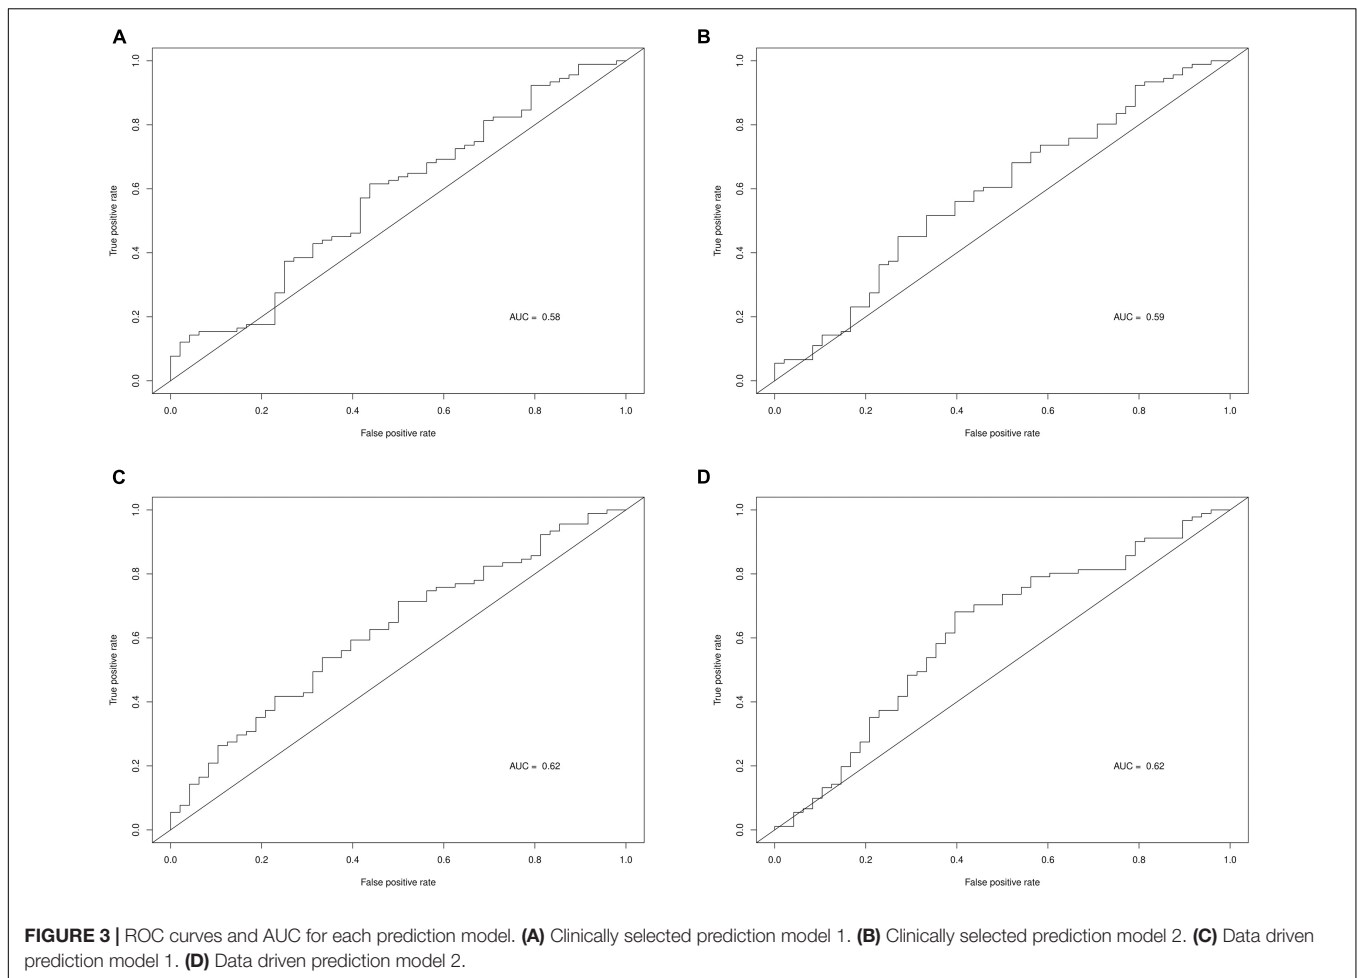 A
B
1.0
0.8
0.6
0.4
0.2
0.0
True positive rate
AUC = 0.58
0.0 0.2 0.4 0.6 0.8 1.0
False positive rate
1.0
0.8
0.6
0.4
0.2
0.0
True positive rate
AUC = 0.59
0.0 0.2 0.4 0.6 0.8 1.0
False positive rate
C
D
1.0
0.8
0.6
0.4
0.2
0.0
True positive rate
AUC = 0.62
0.0 0.2 0.4 0.6 0.8 1.0
False positive rate
1.0
0.8
0.6
0.4
0.2
0.0
True positive rate
AUC = 0.62
0.0 0.2 0.4 0.6 0.8 1.0
False positive rate
FIGURE 3 | ROC curves and AUC for each prediction model. (A) Clinically selected prediction model 1. (B) Clinically selected prediction model 2. (C) Data driven
prediction model 1. (D) Data driven prediction model 2.